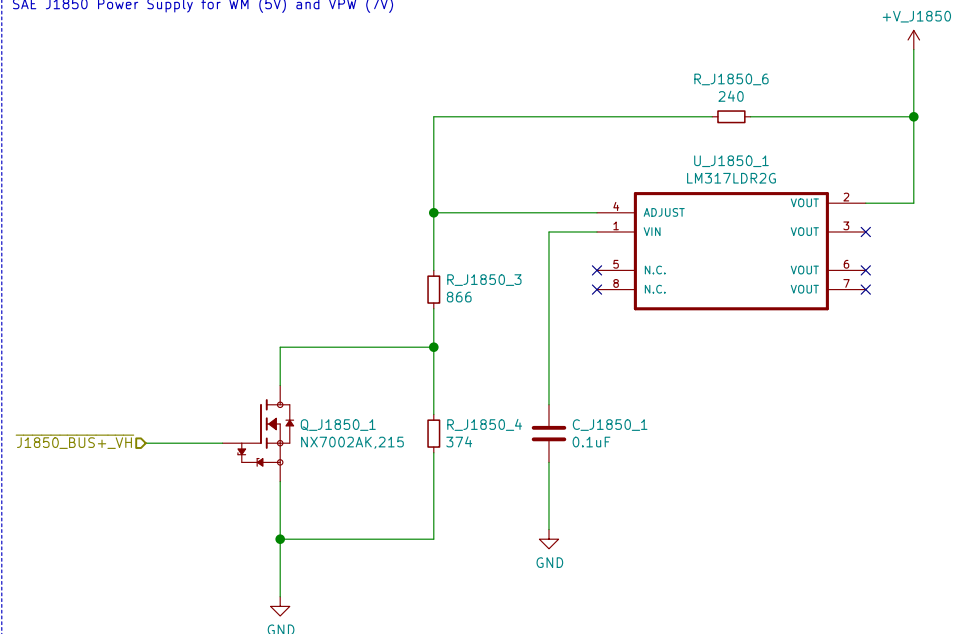 SAE J1850 Power Supply for WM (5V) and VPW (7V)
+V_J1850
R_J1850_6
240
U_J1850_1
LM317LDR2G
4 ADJUST
1 VIN
5 N.C.
8 N.C.
VOUT 2
VOUT 3
VOUT 6
VOUT 7
R_J1850_3
866
J1850_BUS+_VH
Q_J1850_1
NX7002AK,215
R_J1850_4
374
C_J1850_1
0.1uF
GND
GND